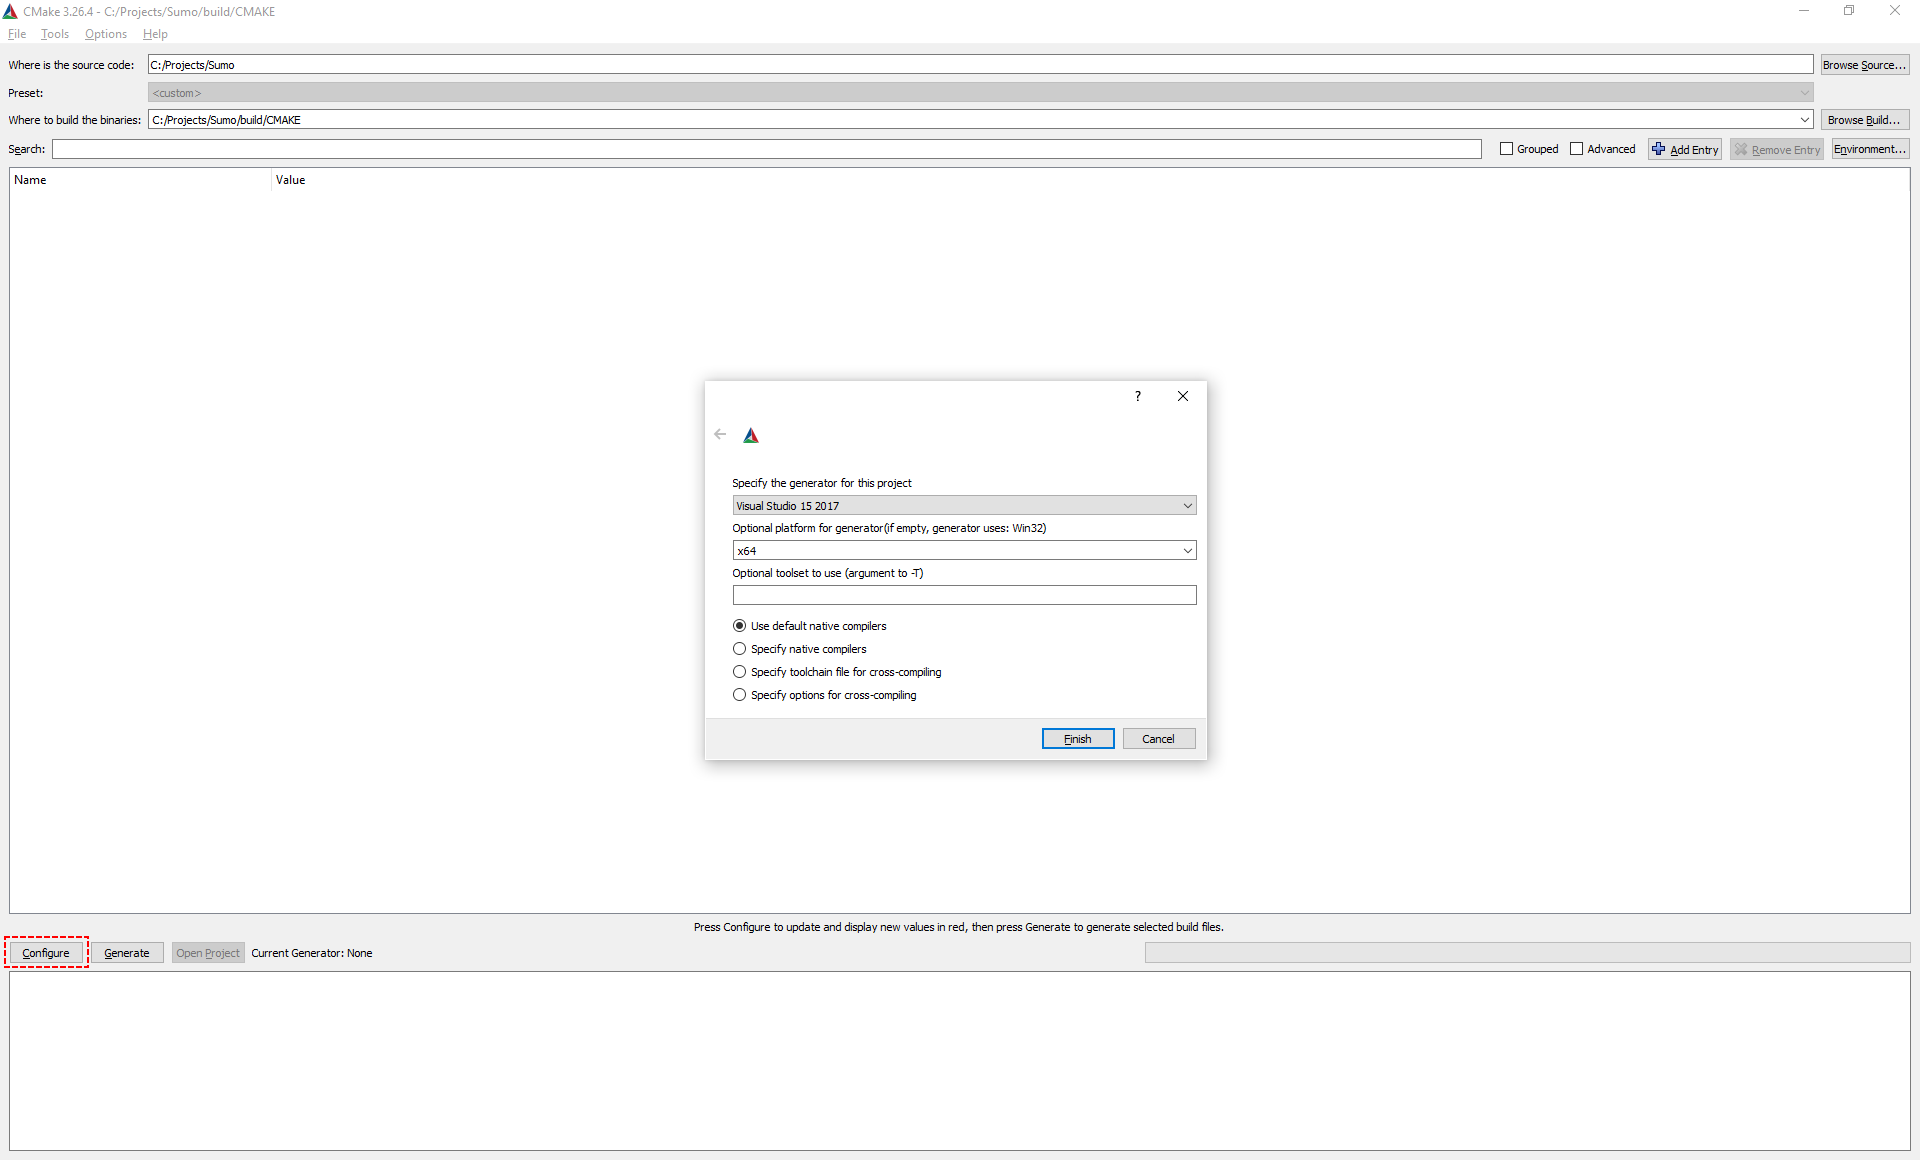 CMake 3.26.4 - C:/Projects/Sumo/build/CMAKE
File Tools Options Help
Where is the source code: C:/Projects/Sumo Browse Source...
Preset: <custom>
Where to build the binaries: C:/Projects/Sumo/build/CMAKE Browse Build...
Search: Grouped Advanced Add Entry Remove Entry Environment...
Name Value
?
Specify the generator for this project
Visual Studio 15 2017
Optional platform for generator(if empty, generator uses: Win32)
x64
Optional toolset to use (argument to -T)
Use default native compilers
Specify native compilers
Specify toolchain file for cross-compiling
Specify options for cross-compiling
Finish Cancel
Press Configure to update and display new values in red, then press Generate to generate selected build files.
Configure Generate Open Project Current Generator: None